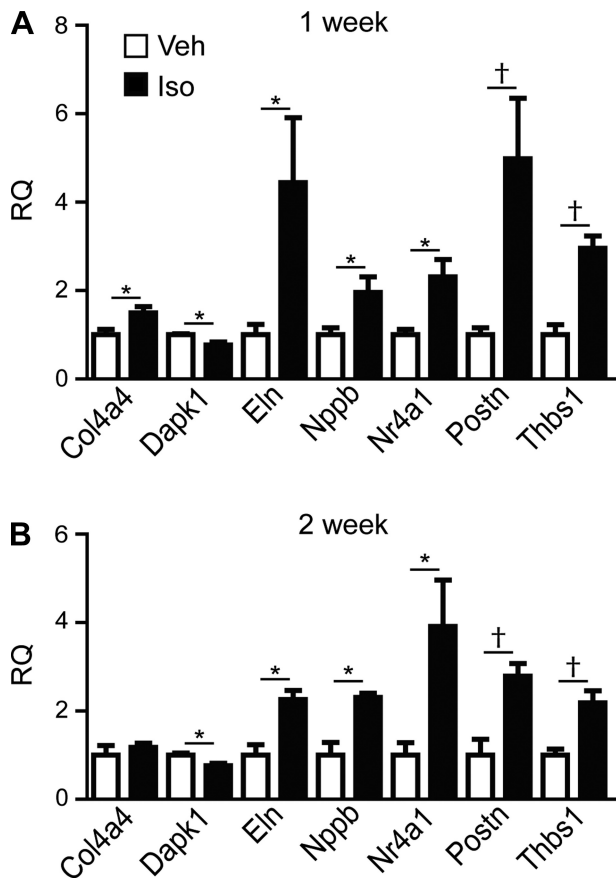 A
1 week
Veh
Iso
RQ
8
6
4
2
0
* * * * * † †
Col4a4 Dapk1 Eln Nppb Nr4a1 Postn Thbs1
B
2 week
RQ
6
4
2
0
* * * * † †
Col4a4 Dapk1 Eln Nppb Nr4a1 Postn Thbs1